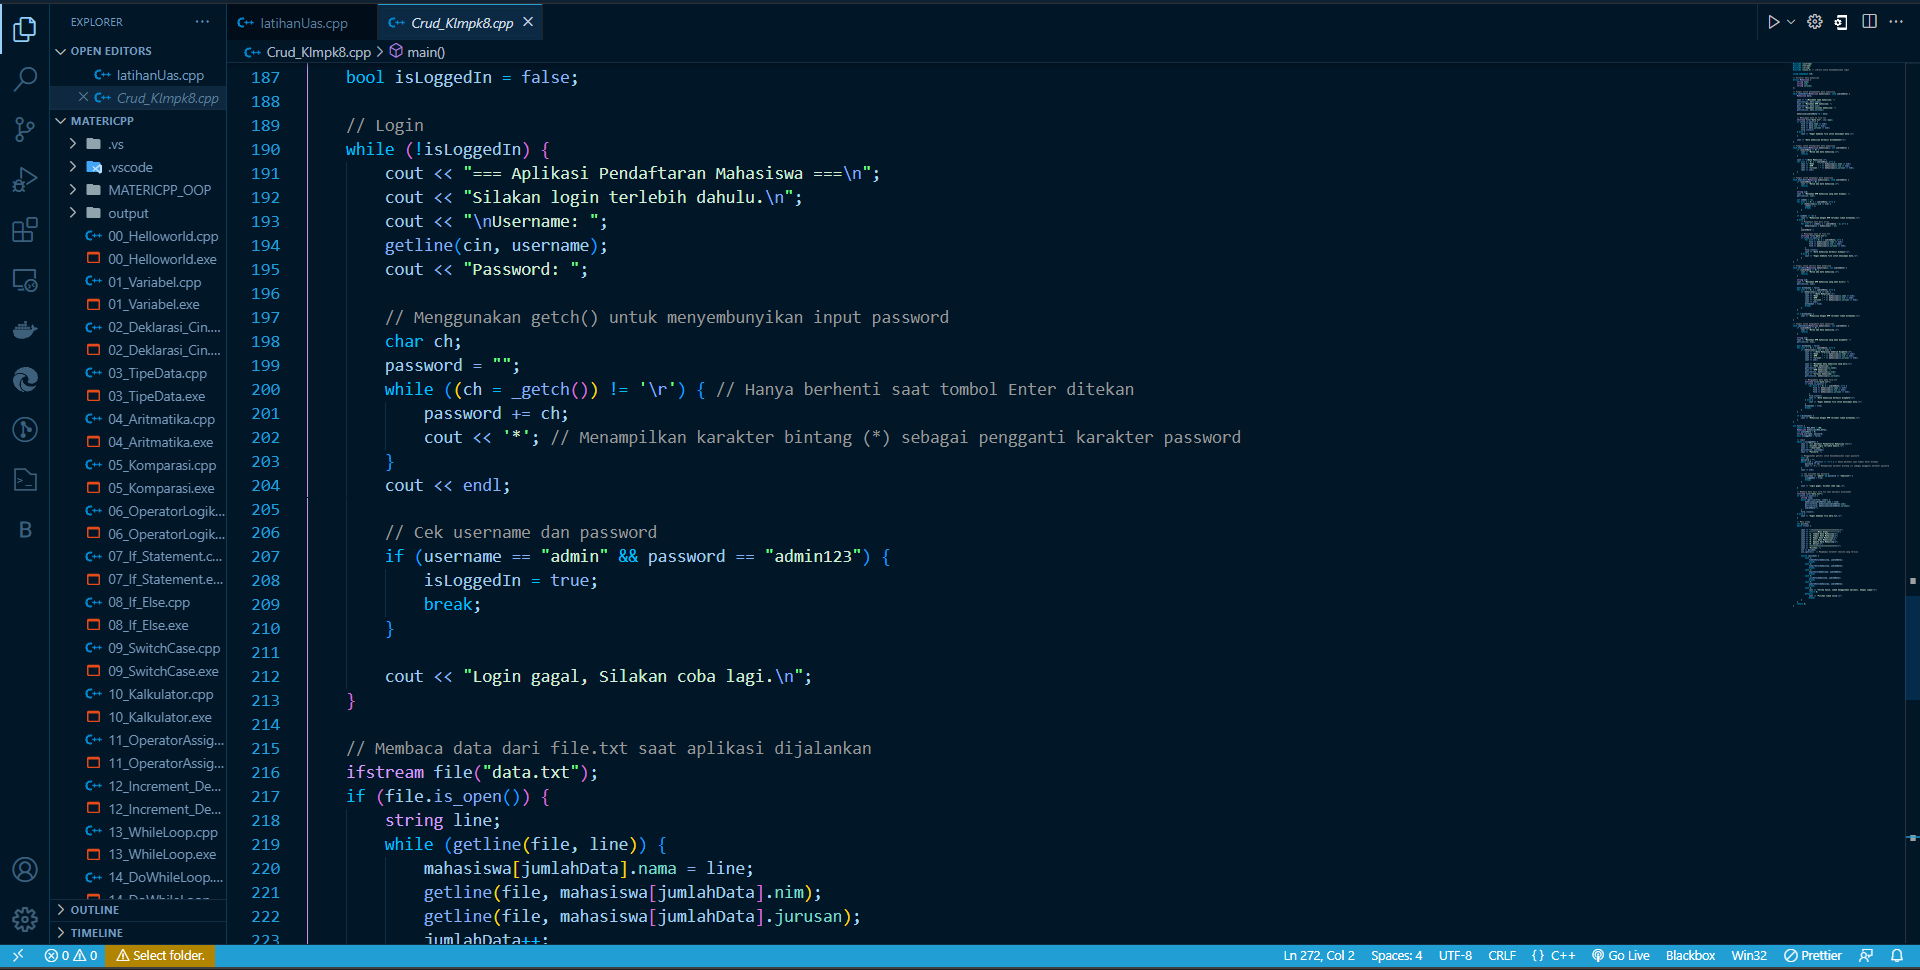 EXPLORER
OPEN EDITORS
latihanUas.cpp
Crud_Klmpk8.cpp
MATERICPP
.vs
.vscode
MATERICPP_OOP
output
00_Helloworld.cpp
00_Helloworld.exe
01_Variabel.cpp
01_Variabel.exe
02_Deklarasi_Cin....
02_Deklarasi_Cin....
03_TipeData.cpp
03_TipeData.exe
04_Aritmatika.cpp
04_Aritmatika.exe
05_Komparasi.cpp
05_Komparasi.exe
06_OperatorLogik...
06_OperatorLogik...
07_If_Statement.c...
07_If_Statement.e...
08_If_Else.cpp
08_If_Else.exe
09_SwitchCase.cpp
09_SwitchCase.exe
10_Kalkulator.cpp
10_Kalkulator.exe
11_OperatorAssig...
11_OperatorAssig...
12_Increment_De...
12_Increment_De...
13_WhileLoop.cpp
13_WhileLoop.exe
14_DoWhileLoop....
14_DoWhileLoop
OUTLINE
TIMELINE
latihanUas.cpp
Crud_Klmpk8.cpp
Crud_Klmpk8.cpp > main()
187 bool isLoggedIn = false;
188
189 // Login
190 while (!isLoggedIn) {
191 cout << "=== Aplikasi Pendaftaran Mahasiswa ===\n";
192 cout << "Silakan login terlebih dahulu.\n";
193 cout << "\nUsername: ";
194 getline(cin, username);
195 cout << "Password: ";
196
197 // Menggunakan getch() untuk menyembunyikan input password
198 char ch;
199 password = "";
200 while ((ch = _getch()) != '\r') { // Hanya berhenti saat tombol Enter ditekan
201 password += ch;
202 cout << '*'; // Menampilkan karakter bintang (*) sebagai pengganti karakter password
203 }
204 cout << endl;
205
206 // Cek username dan password
207 if (username == "admin" && password == "admin123") {
208 isLoggedIn = true;
209 break;
210 }
211
212 cout << "Login gagal, Silakan coba lagi.\n";
213 }
214
215 // Membaca data dari file.txt saat aplikasi dijalankan
216 ifstream file("data.txt");
217 if (file.is_open()) {
218 string line;
219 while (getline(file, line)) {
220 mahasiswa[jumlahData].nama = line;
221 getline(file, mahasiswa[jumlahData].nim);
222 getline(file, mahasiswa[jumlahData].jurusan);
223 jumlahData++;
0 0 Select folder. Ln 272, Col 2 Spaces: 4 UTF-8 CRLF {} C++ Go Live Blackbox Win32 Prettier